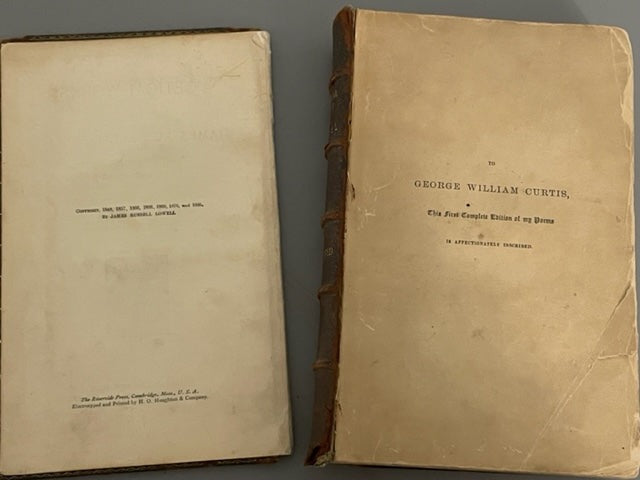 Copyright, 1848, 1857, 1866, 1868, 1869, 1876, and 1885,
By JAMES RUSSELL LOWELL.
The Riverside Press, Cambridge, Mass., U. S. A.
Electrotyped and Printed by H. O. Houghton & Company.
TO
GEORGE WILLIAM CURTIS,
This First Complete Edition of my Poems
IS AFFECTIONATELY INSCRIBED.